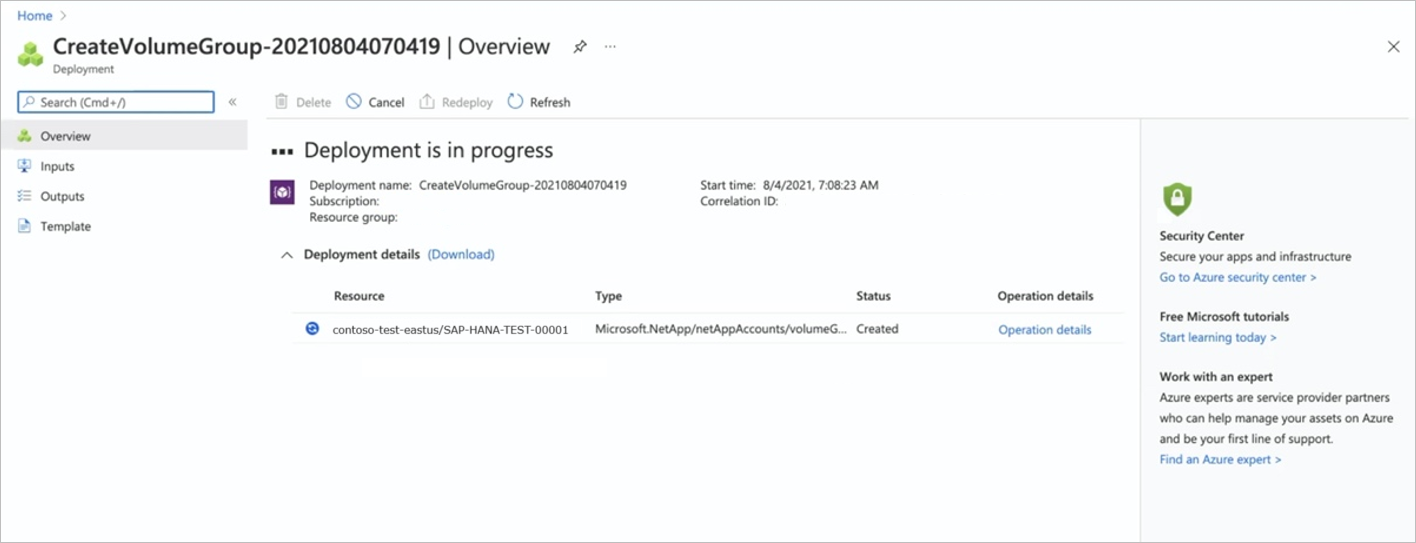 Home >
CreateVolumeGroup-20210804070419 | Overview
Deployment
Search (Cmd+/)
Overview
Inputs
Outputs
Template
Delete Cancel Redeploy Refresh
Deployment is in progress
Deployment name: CreateVolumeGroup-20210804070419
Subscription:
Resource group:
Start time: 8/4/2021, 7:08:23 AM
Correlation ID:
Deployment details (Download)
Resource Type Status Operation details
contoso-test-eastus/SAP-HANA-TEST-00001 Microsoft.NetApp/netAppAccounts/volumeG... Created Operation details
Security Center
Secure your apps and infrastructure
Go to Azure security center >
Free Microsoft tutorials
Start learning today >
Work with an expert
Azure experts are service provider partners
who can help manage your assets on Azure
and be your first line of support.
Find an Azure expert >